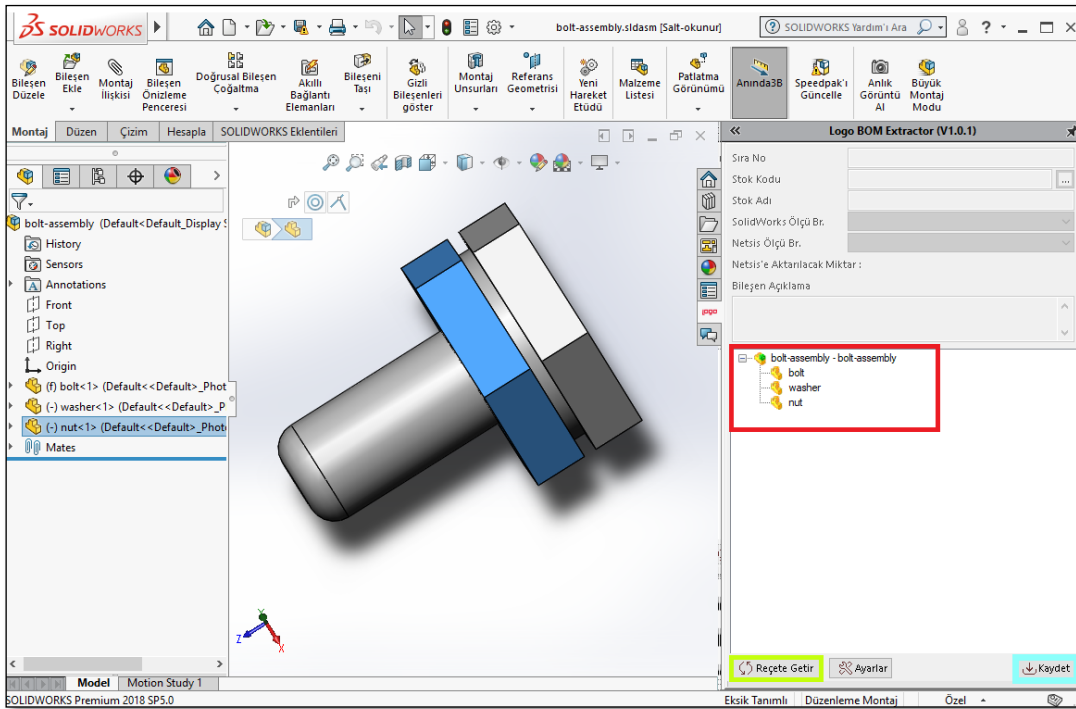 SOLIDWORKS
bolt-assembly.sldasm [Salt-okunur]
SOLIDWORKS Yardım'ı Ara
Bileşen Düzele
Bileşen Ekle
Montaj İlişkisi
Bileşen Önizleme Penceresi
Doğrusal Bileşen Çoğaltma
Akıllı Bağlantı Elemanları
Bileşeni Taşı
Gizli Bileşenleri göster
Montaj Unsurları
Referans Geometrisi
Yeni Hareket Etüdü
Malzeme Listesi
Patlatma Görünümü
Anında3B
Speedpak'ı Güncelle
Anlık Görüntü Al
Büyük Montaj Modu
Montaj
Düzen
Çizim
Hesapla
SOLIDWORKS Eklentileri
bolt-assembly (Default<Default_Display
History
Sensors
Annotations
Front
Top
Right
Origin
(f) bolt<1> (Default<<Default>_Phot
(-) washer<1> (Default<<Default>_P
(-) nut<1> (Default<<Default>_Phot
Mates
Y
Z
X
Logo BOM Extractor (V1.0.1)
Sıra No
Stok Kodu
...
Stok Adı
SolidWorks Ölçü Br.
Netsis Ölçü Br.
Netsis'e Aktarılacak Miktar :
Bileşen Açıklama
logo
bolt-assembly - bolt-assembly
bolt
washer
nut
Reçete Getir
Ayarlar
Kaydet
Model
Motion Study 1
SOLIDWORKS Premium 2018 SP5.0
Eksik Tanımlı
Düzenleme Montaj
Özel